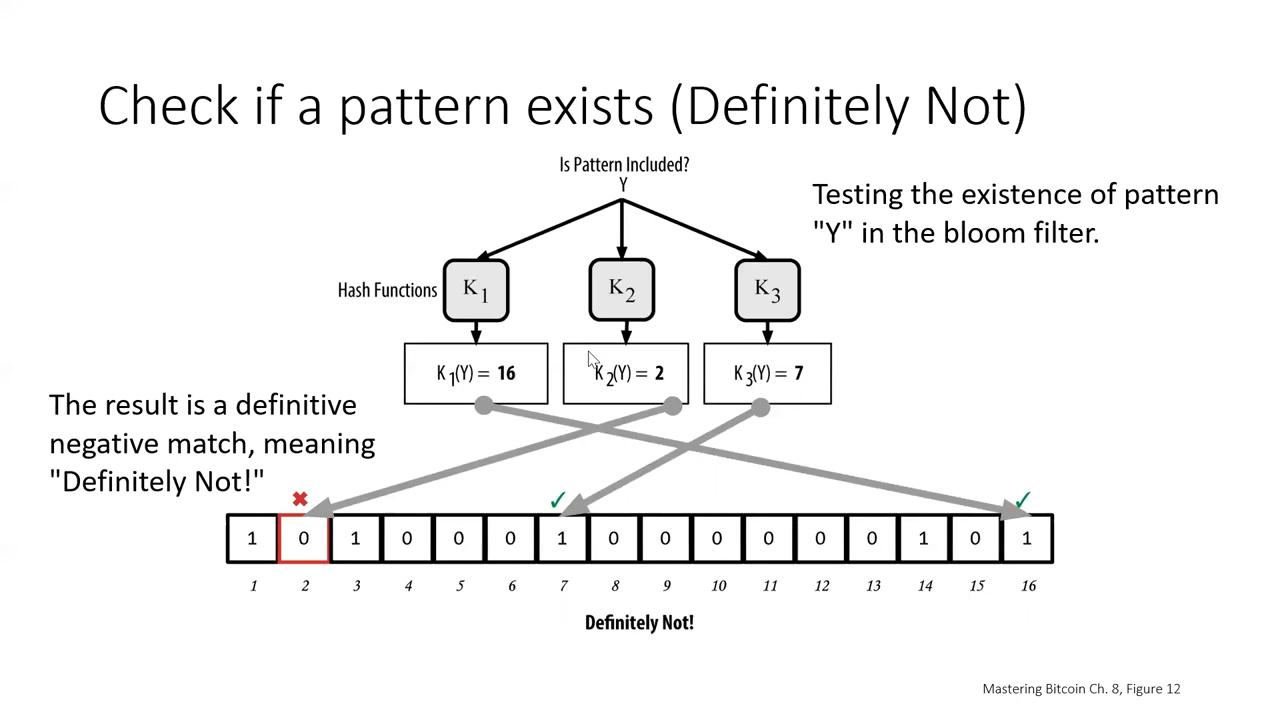 Check if a pattern exists (Definitely Not)
Is Pattern Included?
Y
Testing the existence of pattern
"Y" in the bloom filter.
Hash Functions
K1 K2 K3
K1(Y) = 16 K2(Y) = 2 K3(Y) = 7
The result is a definitive
negative match, meaning
"Definitely Not!"
✖ ✓ ✓
1 0 1 0 0 0 1 0 0 0 0 0 0 1 0 1
1 2 3 4 5 6 7 8 9 10 11 12 13 14 15 16
Definitely Not!
Mastering Bitcoin Ch. 8, Figure 12